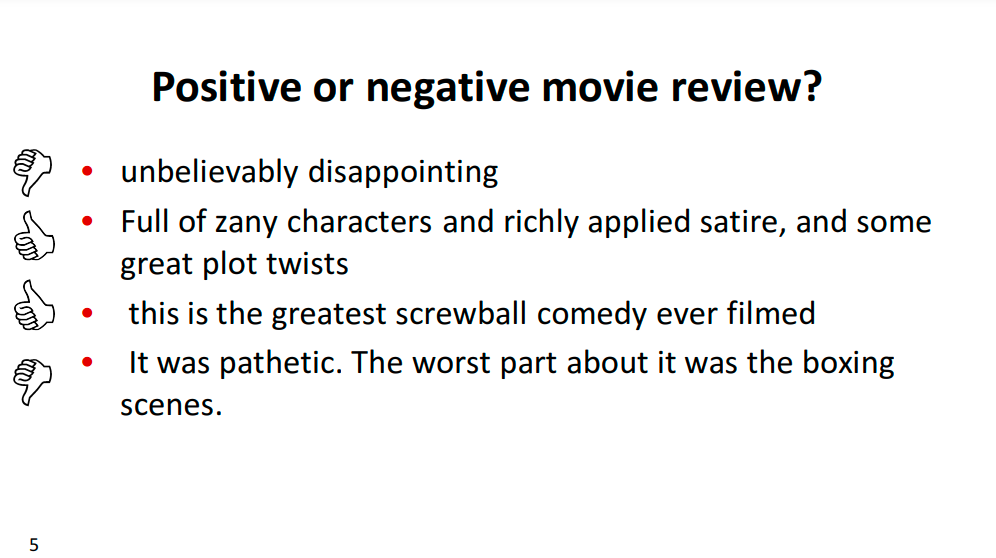 Positive or negative movie review?
• unbelievably disappointing
• Full of zany characters and richly applied satire, and some
great plot twists
• this is the greatest screwball comedy ever filmed
• It was pathetic. The worst part about it was the boxing
scenes.
5